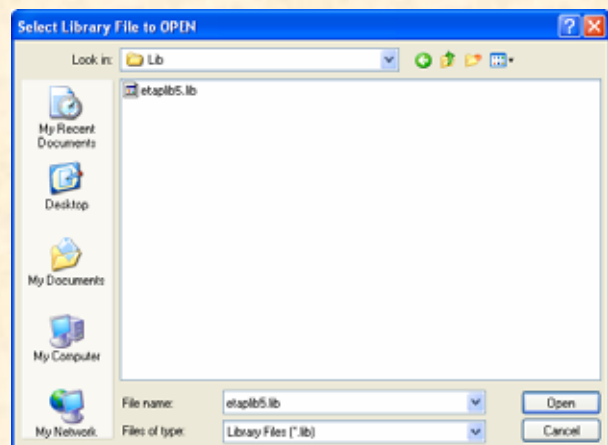 Select Library File to OPEN
Look in:
Lib
etaplib5.lib
My Recent
Documents
Desktop
My Documents
My Computer
My Network
File name:
etaplib5.lib
Open
Files of type:
Library Files (*.lib)
Cancel